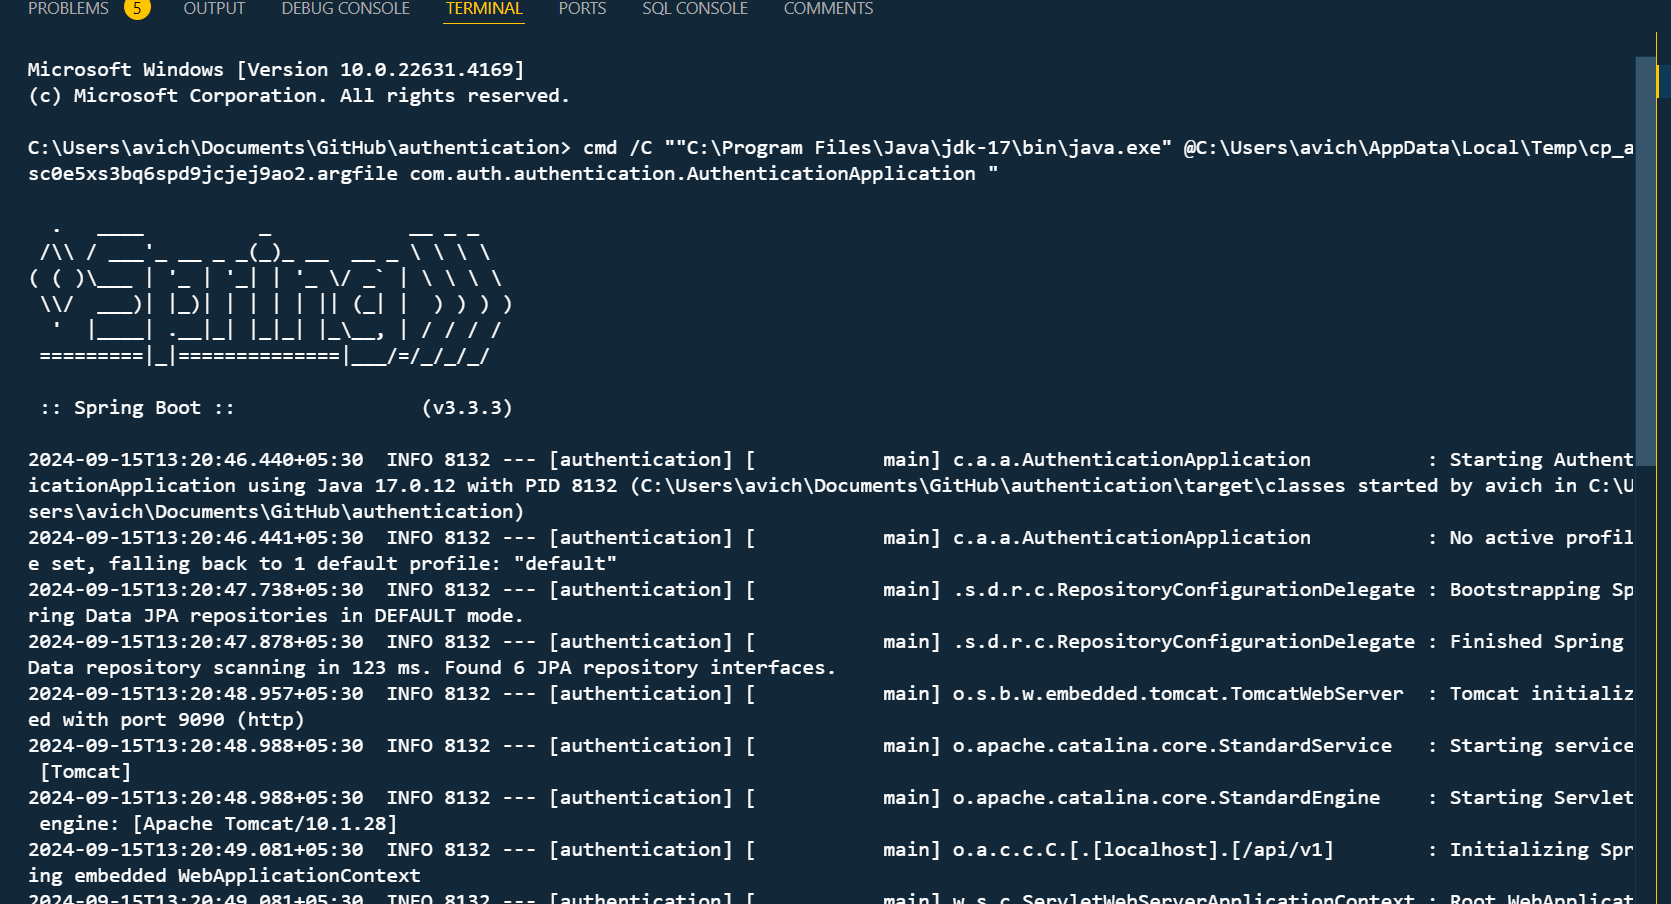 PROBLEMS 5 OUTPUT DEBUG CONSOLE TERMINAL PORTS SQL CONSOLE COMMENTS
Microsoft Windows [Version 10.0.22631.4169]
(c) Microsoft Corporation. All rights reserved.
C:\Users\avich\Documents\GitHub\authentication> cmd /C ""C:\Program Files\Java\jdk-17\bin\java.exe" @C:\Users\avich\AppData\Local\Temp\cp_a
sc0e5xs3bq6spd9jcjej9ao2.argfile com.auth.authentication.AuthenticationApplication "
  .   ____          _            __ _ _
 /\\ / ___'_ __ _ _(_)_ __  __ _ \ \ \ \
( ( )\___ | '_ | '_| | '_ \/ _` | \ \ \ \
 \\/  ___)| |_)| | | | | || (_| |  ) ) ) )
  '  |____| .__|_| |_|_| |_\__, | / / / /
 =========|_|==============|___/=/_/_/_/
 :: Spring Boot ::                (v3.3.3)
2024-09-15T13:20:46.440+05:30  INFO 8132 --- [authentication] [           main] c.a.a.AuthenticationApplication          : Starting Authent
icationApplication using Java 17.0.12 with PID 8132 (C:\Users\avich\Documents\GitHub\authentication\target\classes started by avich in C:\U
sers\avich\Documents\GitHub\authentication)
2024-09-15T13:20:46.441+05:30  INFO 8132 --- [authentication] [           main] c.a.a.AuthenticationApplication          : No active profil
e set, falling back to 1 default profile: "default"
2024-09-15T13:20:47.738+05:30  INFO 8132 --- [authentication] [           main] .s.d.r.c.RepositoryConfigurationDelegate : Bootstrapping Sp
ring Data JPA repositories in DEFAULT mode.
2024-09-15T13:20:47.878+05:30  INFO 8132 --- [authentication] [           main] .s.d.r.c.RepositoryConfigurationDelegate : Finished Spring
Data repository scanning in 123 ms. Found 6 JPA repository interfaces.
2024-09-15T13:20:48.957+05:30  INFO 8132 --- [authentication] [           main] o.s.b.w.embedded.tomcat.TomcatWebServer  : Tomcat initializ
ed with port 9090 (http)
2024-09-15T13:20:48.988+05:30  INFO 8132 --- [authentication] [           main] o.apache.catalina.core.StandardService   : Starting service
 [Tomcat]
2024-09-15T13:20:48.988+05:30  INFO 8132 --- [authentication] [           main] o.apache.catalina.core.StandardEngine    : Starting Servlet
 engine: [Apache Tomcat/10.1.28]
2024-09-15T13:20:49.081+05:30  INFO 8132 --- [authentication] [           main] o.a.c.c.C.[.[localhost].[/api/v1]        : Initializing Spr
ing embedded WebApplicationContext
2024-09-15T13:20:49.081+05:30  INFO 8132 --- [authentication] [           main] w.s.c.ServletWebServerApplicationContext : Root WebApplicat